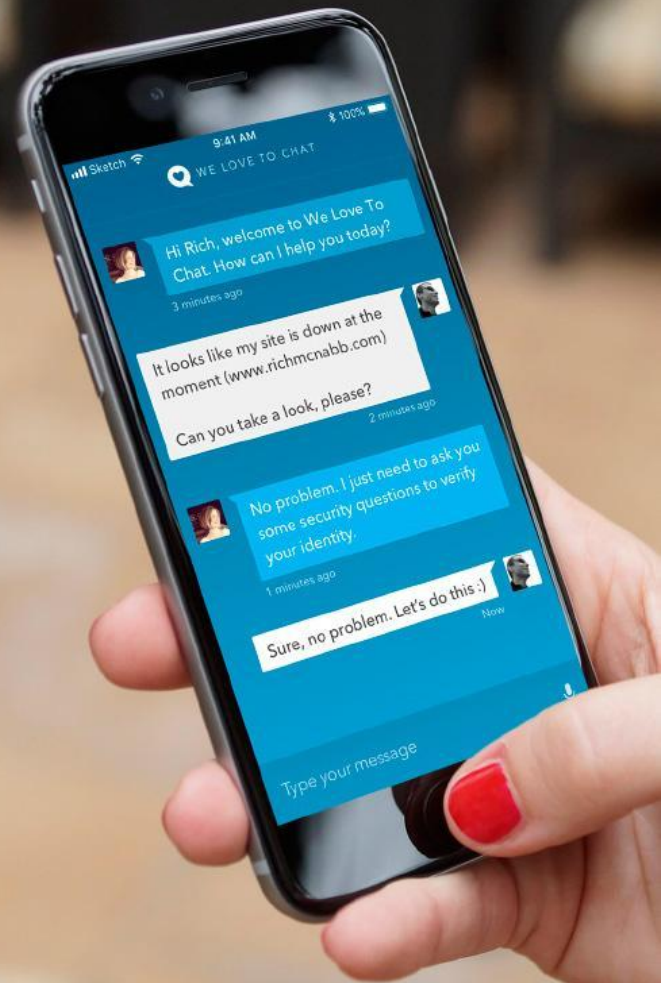 Sketch 9:41 AM 100%
WE LOVE TO CHAT
Hi Rich, welcome to We Love To
Chat. How can I help you today?
3 minutes ago
It looks like my site is down at the
moment (www.richmcnabb.com)
Can you take a look, please?
2 minutes ago
No problem. I just need to ask you
some security questions to verify
your identity.
1 minutes ago
Sure, no problem. Let's do this :)
Now
Type your message